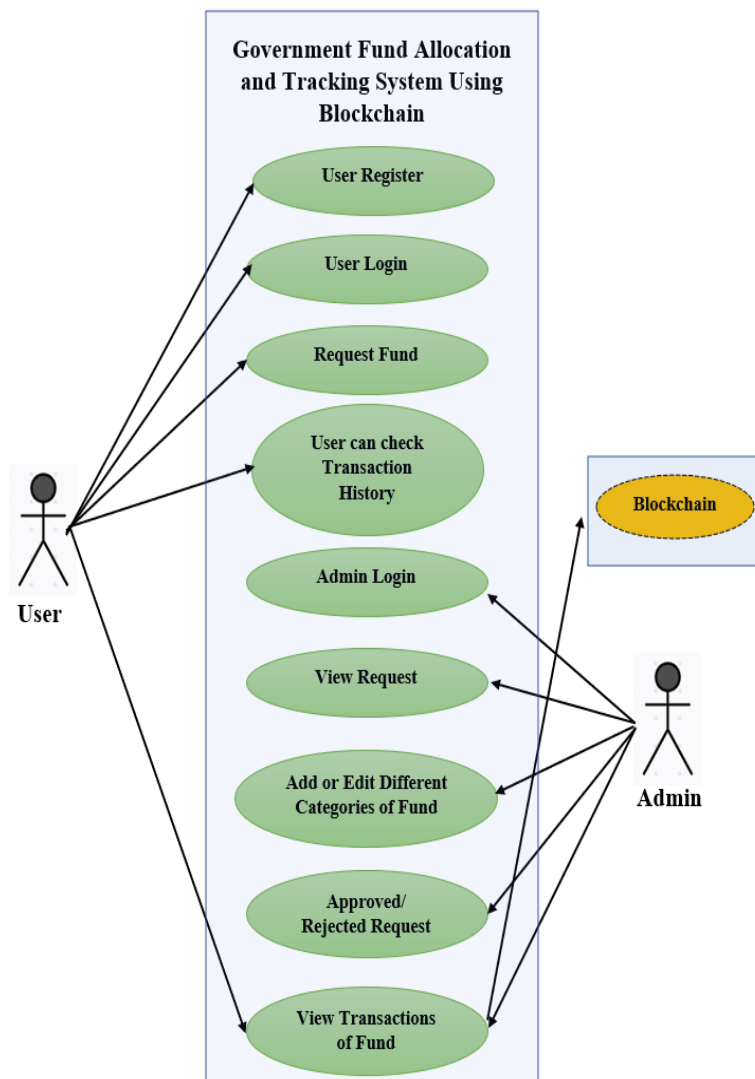 Government Fund Allocation
and Tracking System Using
Blockchain
User Register
User Login
Request Fund
User can check
Transaction
History
Blockchain
Admin Login
User
View Request
Add or Edit Different
Categories of Fund
Admin
Approved/
Rejected Request
View Transactions
of Fund